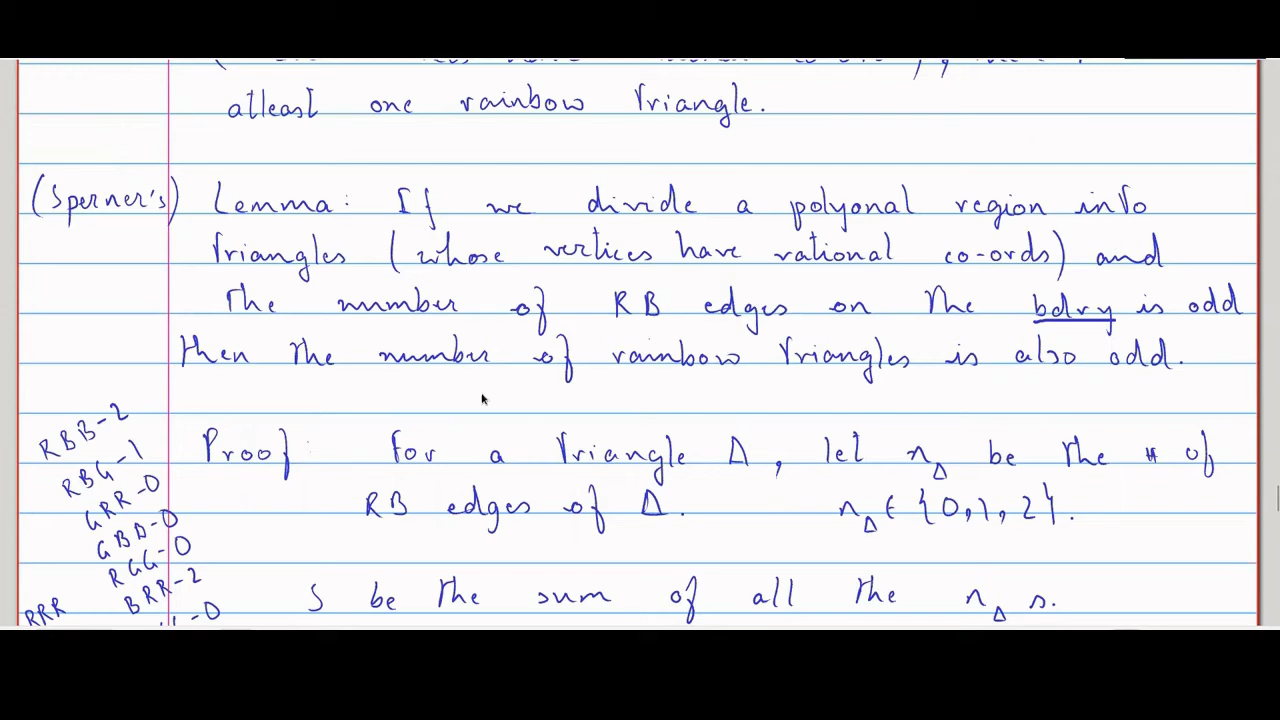 atleast one rainbow triangle.
(Sperner's) Lemma: If we divide a polyonal region into
triangles (whose vertices have rational co-ords) and
the number of RB edges on the bdry is odd
then the number of rainbow triangles is also odd.
RBB-2
RBG-1
GRR-0
GBB-0
RGG-0
BRR-2
RRR
-0
Proof: For a triangle Δ, let n_Δ be the # of
RB edges of Δ. n_Δ ∈ {0,1,2}.
S be the sum of all the n_Δ s.